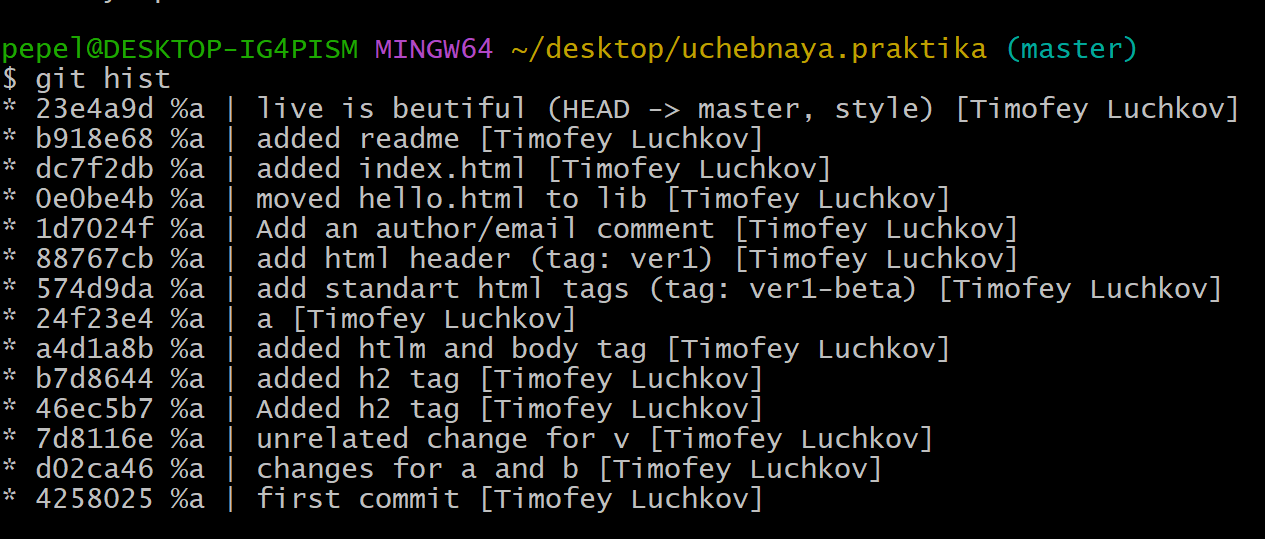 pepel@DESKTOP-IG4PISM MINGW64 ~/desktop/uchebnaya.praktika (master)
$ git hist
* 23e4a9d %a | live is beutiful (HEAD -> master, style) [Timofey Luchkov]
* b918e68 %a | added readme [Timofey Luchkov]
* dc7f2db %a | added index.html [Timofey Luchkov]
* 0e0be4b %a | moved hello.html to lib [Timofey Luchkov]
* 1d7024f %a | Add an author/email comment [Timofey Luchkov]
* 88767cb %a | add html header (tag: ver1) [Timofey Luchkov]
* 574d9da %a | add standart html tags (tag: ver1-beta) [Timofey Luchkov]
* 24f23e4 %a | a [Timofey Luchkov]
* a4d1a8b %a | added htlm and body tag [Timofey Luchkov]
* b7d8644 %a | added h2 tag [Timofey Luchkov]
* 46ec5b7 %a | Added h2 tag [Timofey Luchkov]
* 7d8116e %a | unrelated change for v [Timofey Luchkov]
* d02ca46 %a | changes for a and b [Timofey Luchkov]
* 4258025 %a | first commit [Timofey Luchkov]